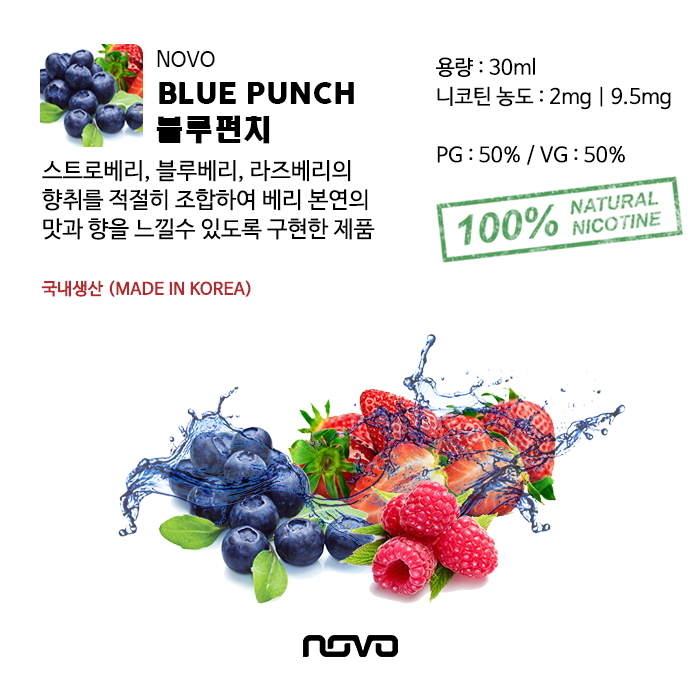 NOVO
BLUE PUNCH
블루펀치
스트로베리, 블루베리, 라즈베리의
향취를 적절히 조합하여 베리 본연의
맛과 향을 느낄수 있도록 구현한 제품
국내생산 (MADE IN KOREA)
용량 : 30ml
니코틴 농도 : 2mg | 9.5mg
PG : 50% / VG : 50%
100% NATURAL
NICOTINE
novo